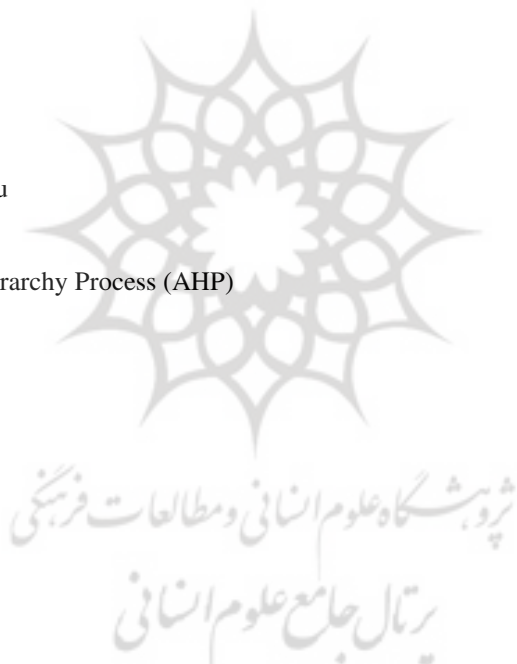 u
rarchy Process (AHP)
پژوهشگاه علوم انسانی و مطالعات فرهنگی
پرتال جامع علوم انسانی